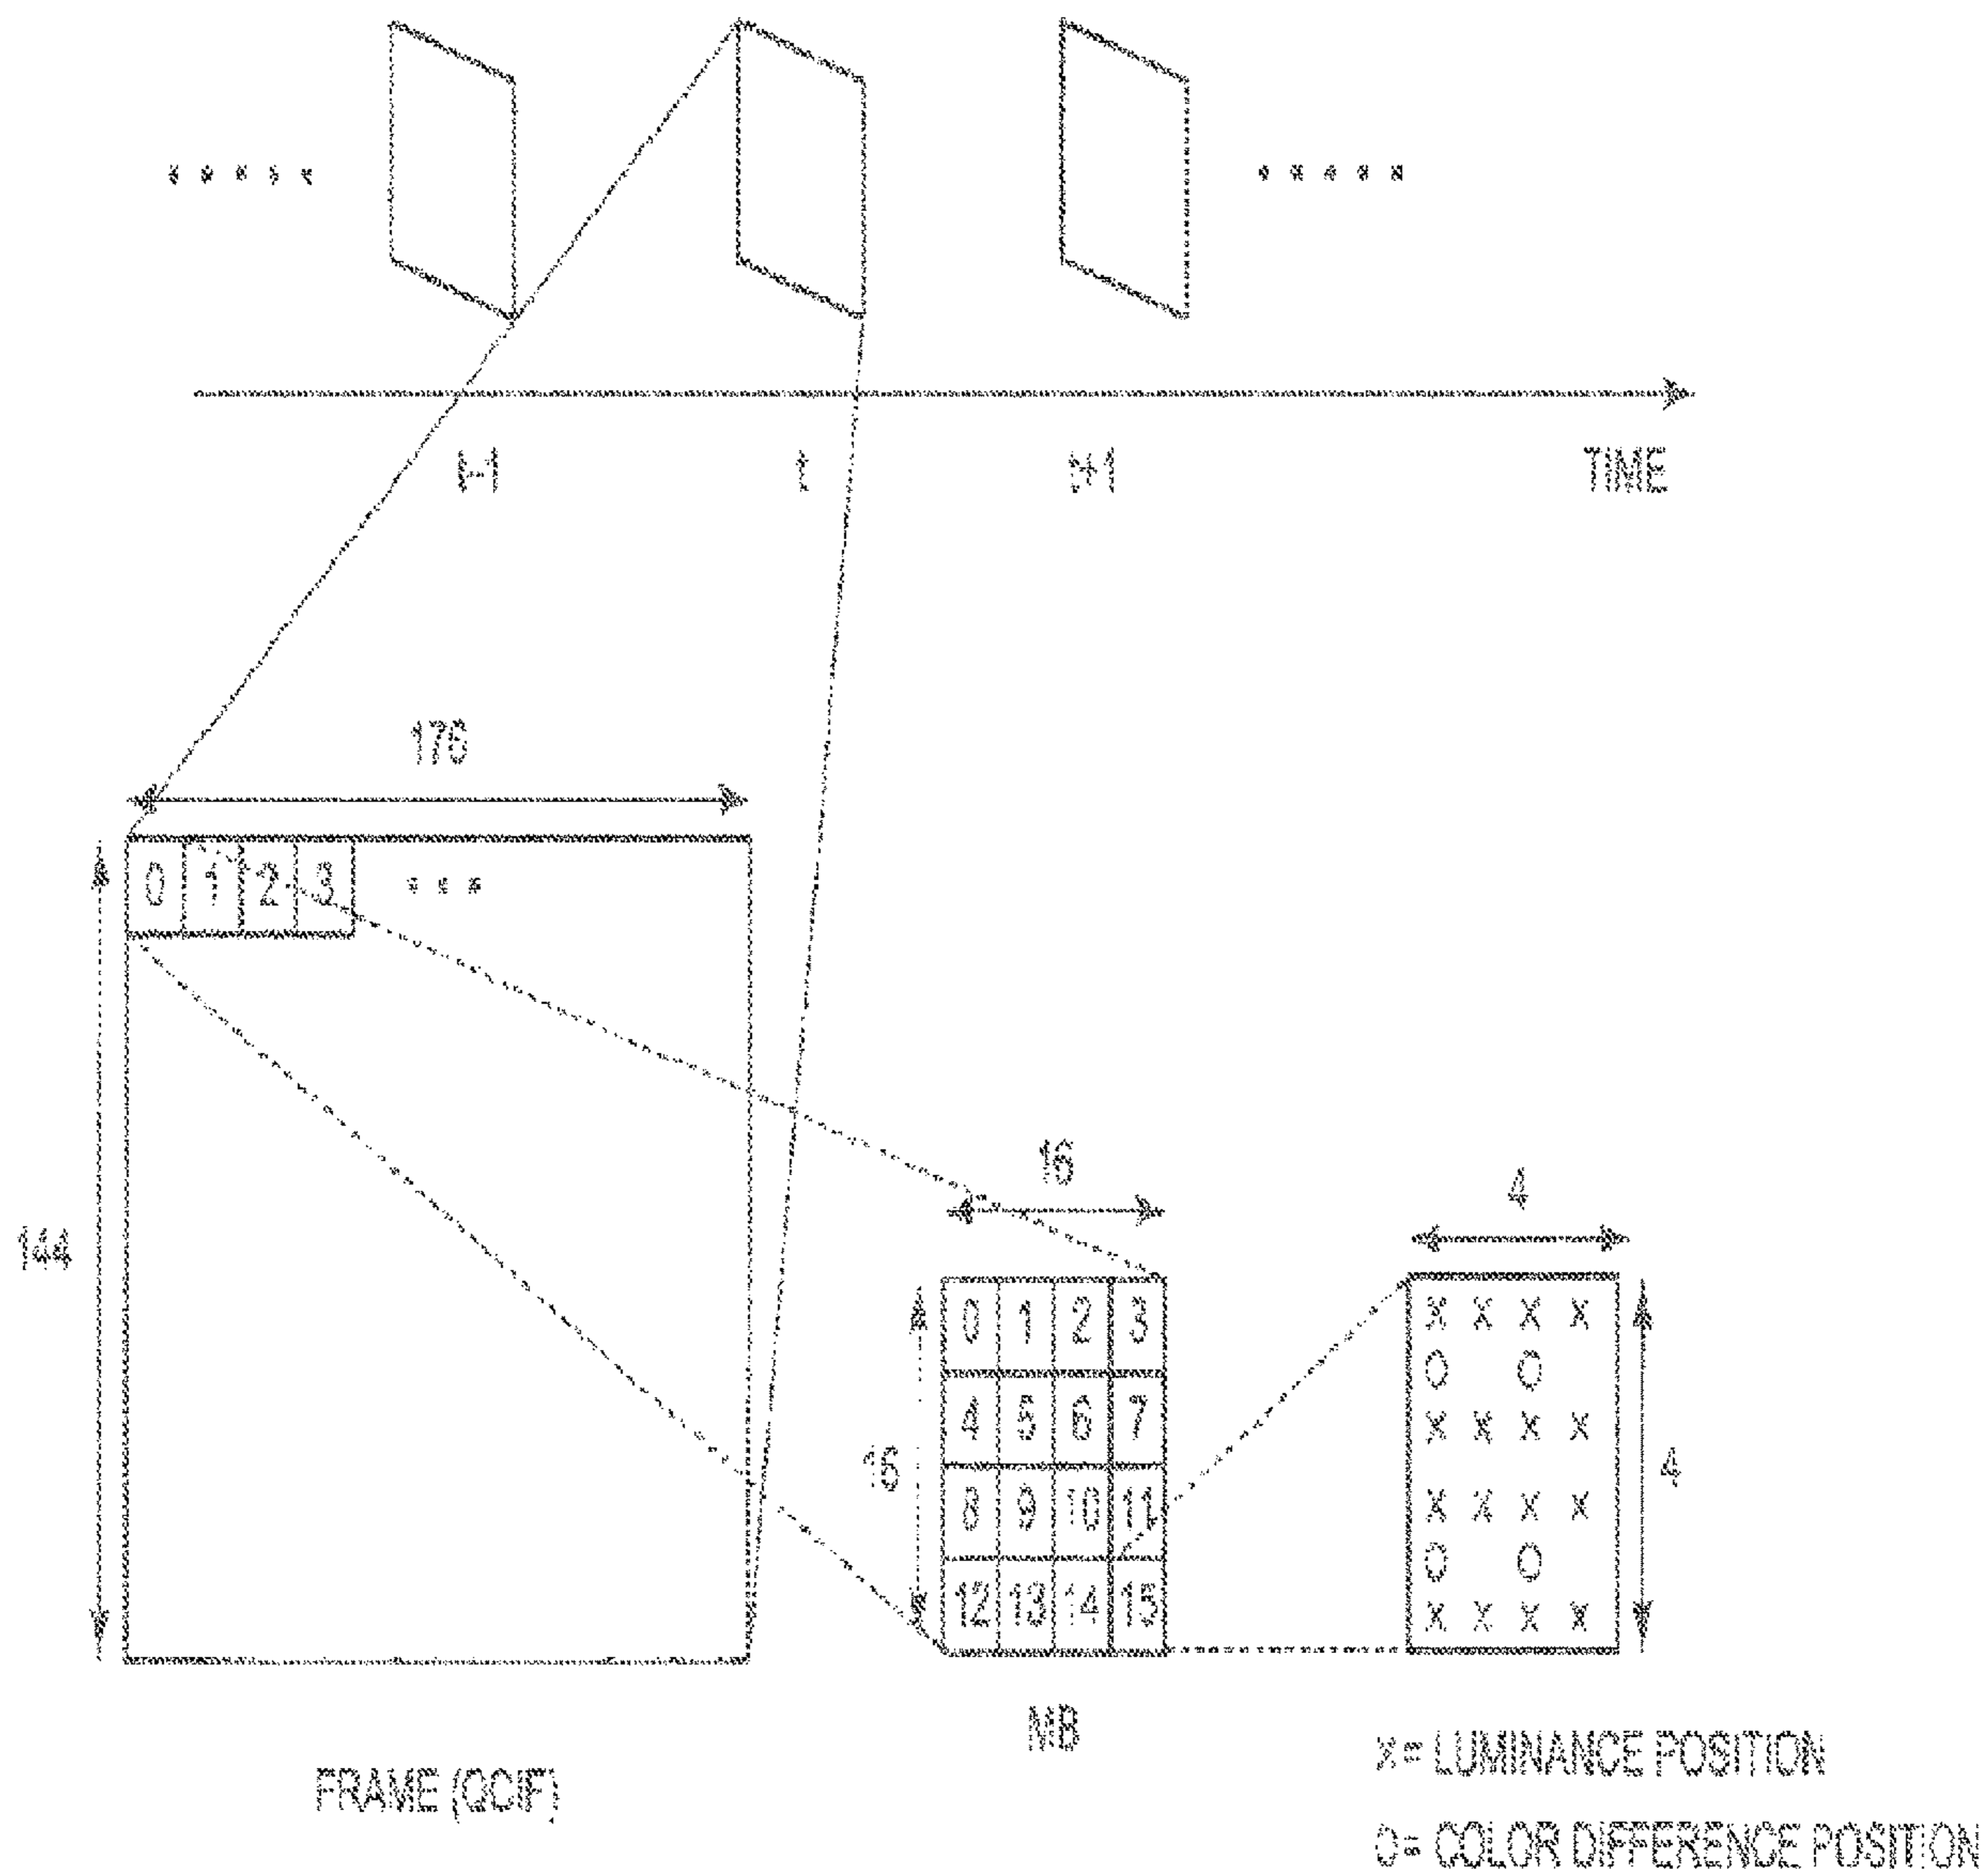 t-1 t t+1 TIME
176
0 1 2 3
144
16
4
0 1 2 3
4 5 6 7
8 9 10 11
12 13 14 15
16
X X X X
O O
X X X X
X X X X
O O
X X X X
4
MB
FRAME (QCIF)
X = LUMINANCE POSITION
O = COLOR DIFFERENCE POSITION